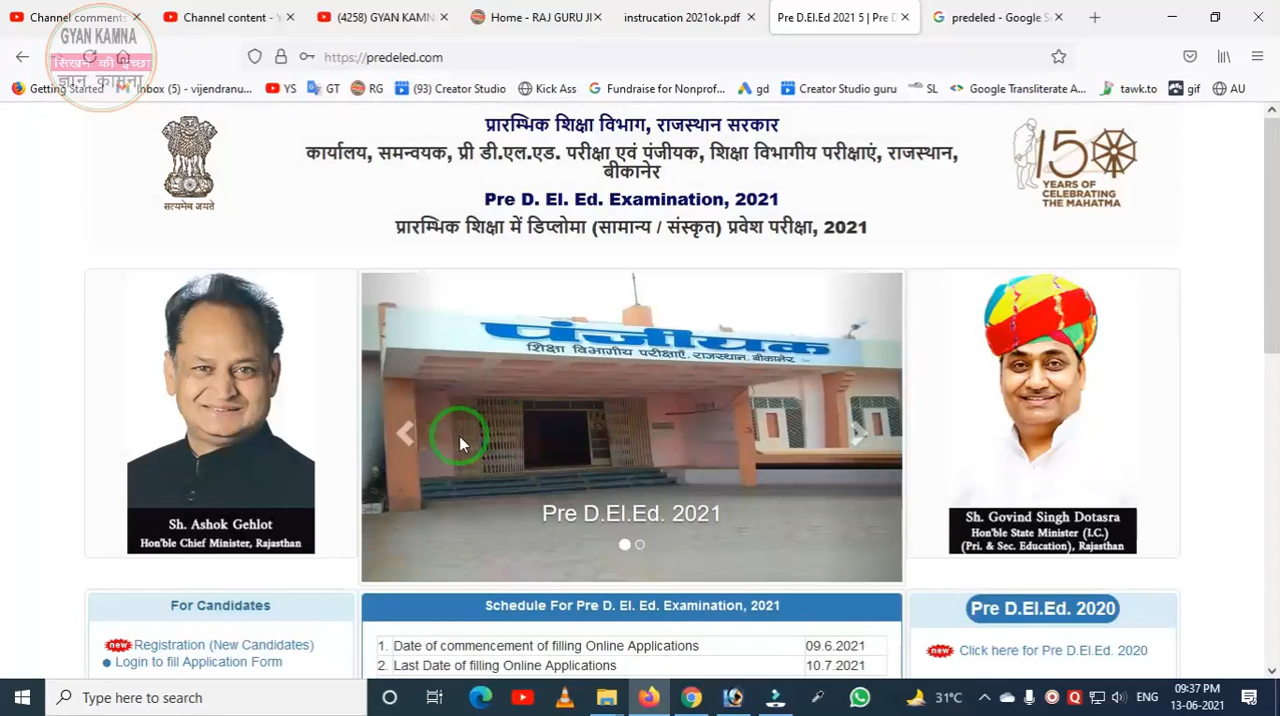 Channel comments
Channel content - Y
(4258) GYAN KAMN
Home - RAJ GURU JI
instrucation 2021ok.pdf
Pre D.El.Ed 2021 5 | Pre D
predeled - Google S
GYAN KAMNA
सिखने की इच्छा
ज्ञान कामना
https://predeled.com
Getting Started
Inbox (5) - vijendranu...
YS
GT
RG
(93) Creator Studio
Kick Ass
Fundraise for Nonprof...
gd
Creator Studio guru
SL
Google Transliterate A...
tawk.to
gif
AU
प्रारम्भिक शिक्षा विभाग, राजस्थान सरकार
कार्यालय, समन्वयक, प्री डी.एल.एड. परीक्षा एवं पंजीयक, शिक्षा विभागीय परीक्षाएं, राजस्थान,
बीकानेर
Pre D. El. Ed. Examination, 2021
प्रारम्भिक शिक्षा में डिप्लोमा (सामान्य / संस्कृत) प्रवेश परीक्षा, 2021
सत्यमेव जयते
150
YEARS OF
CELEBRATING
THE MAHATMA
पंजीयक
शिक्षा विभागीय परीक्षाएँ, राजस्थान, बीकानेर
Pre D.El.Ed. 2021
Sh. Ashok Gehlot
Hon'ble Chief Minister, Rajasthan
Sh. Govind Singh Dotasra
Hon'ble State Minister (I.C.)
(Pri. & Sec. Education), Rajasthan
For Candidates
new Registration (New Candidates)
Login to fill Application Form
Schedule For Pre D. El. Ed. Examination, 2021
1. Date of commencement of filling Online Applications 09.6.2021
2. Last Date of filling Online Applications 10.7.2021
Pre D.El.Ed. 2020
new Click here for Pre D.El.Ed. 2020
Type here to search
31°C
ENG
09:37 PM
13-06-2021